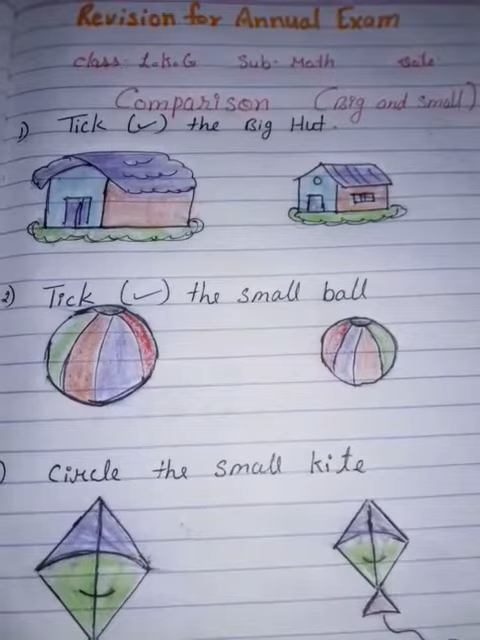 Revision for Annual Exam
Class. L.K.G Sub. Math Date
Comparison (Big and small)
1) Tick (✓) the Big Hut.
2) Tick (✓) the small ball
) Circle the small kite